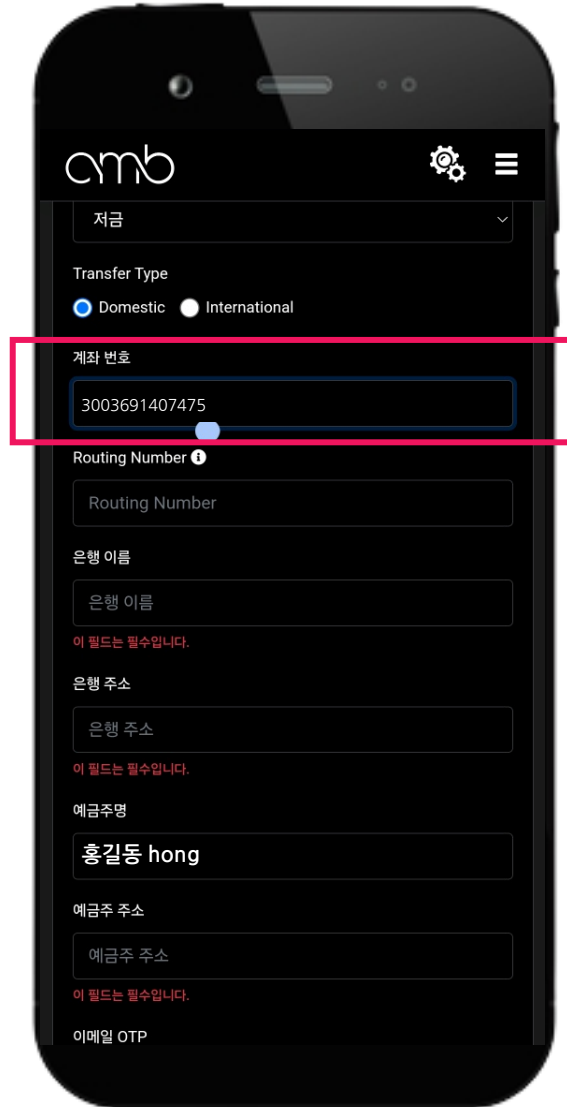 amb
저금
Transfer Type
Domestic International
계좌 번호
3003691407475
Routing Number
Routing Number
은행 이름
은행 이름
이 필드는 필수입니다.
은행 주소
은행 주소
이 필드는 필수입니다.
예금주명
홍길동 hong
예금주 주소
예금주 주소
이 필드는 필수입니다.
이메일 OTP